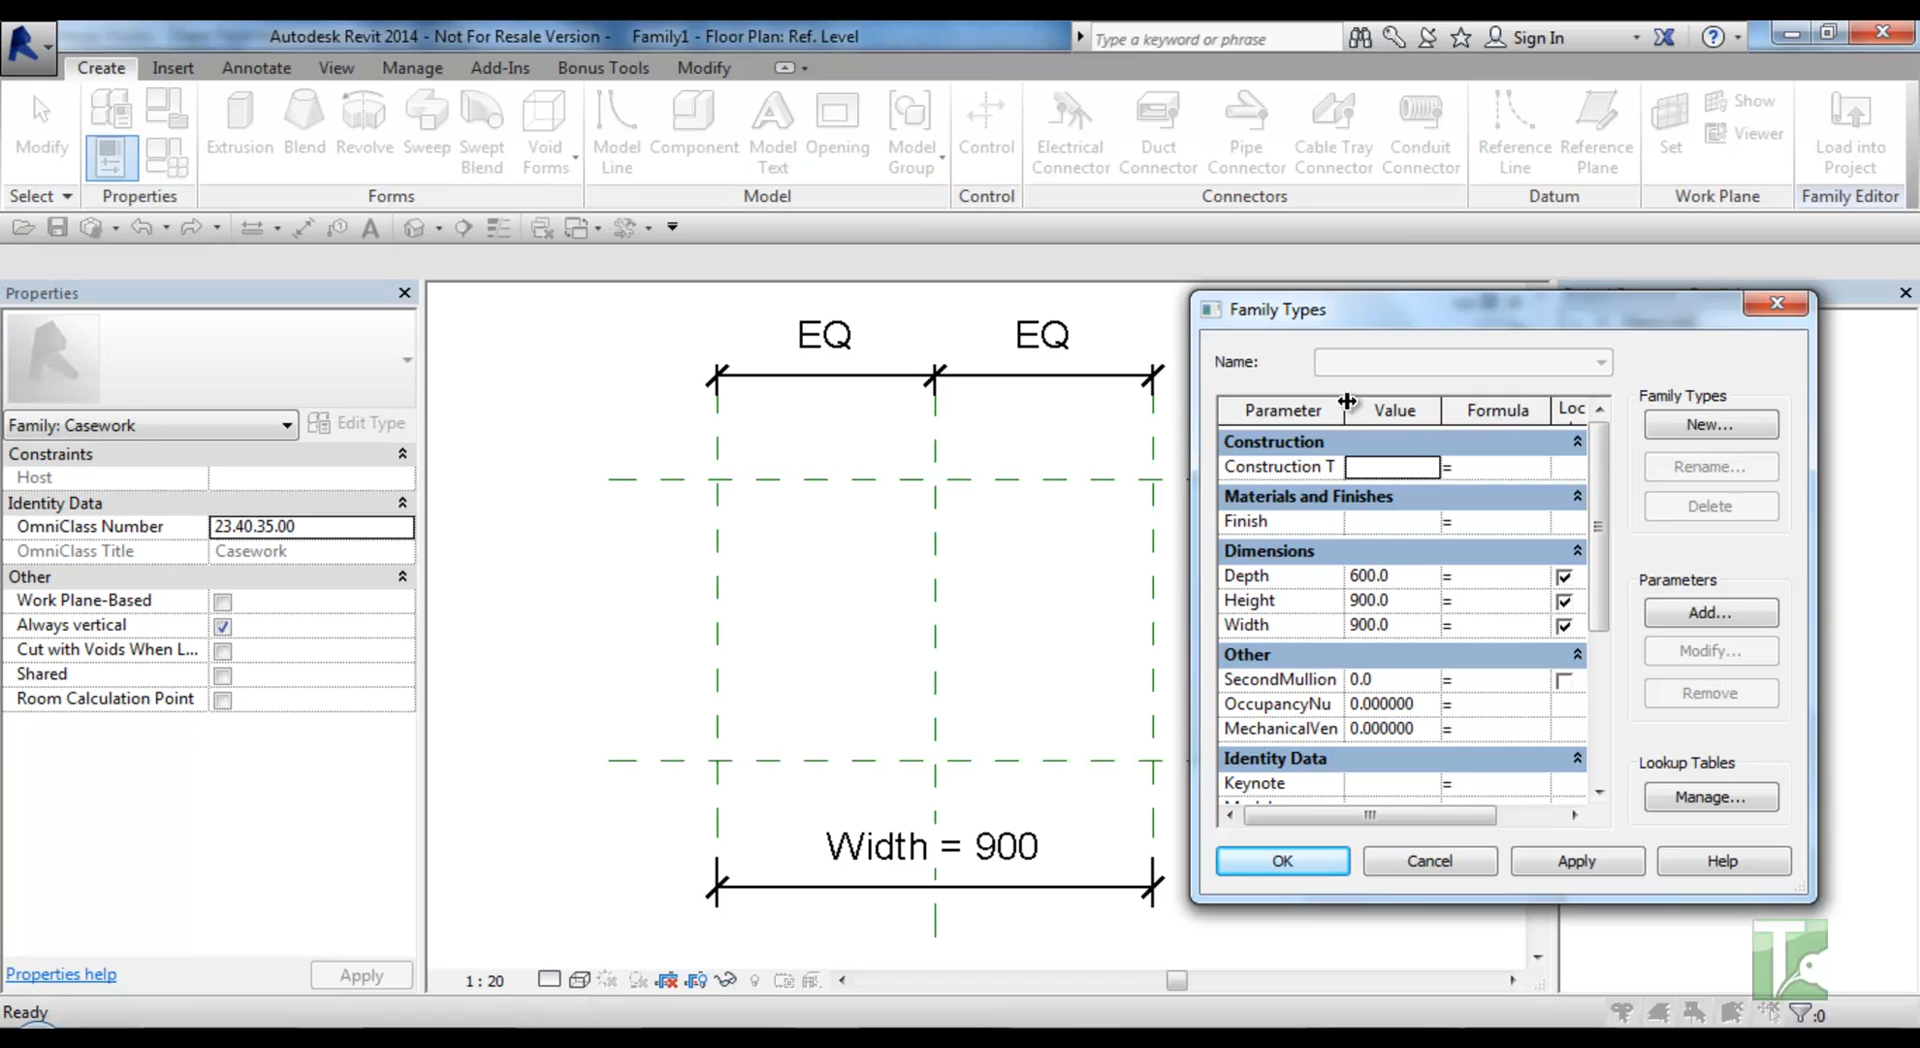 Autodesk Revit 2014 - Not For Resale Version - Family1 - Floor Plan: Ref. Level
Type a keyword or phrase
Sign In
Create Insert Annotate View Manage Add-Ins Bonus Tools Modify
Modify
Extrusion Blend Revolve Sweep Swept Blend Void Forms
Model Line Component Model Text Opening Model Group
Control
Electrical Connector Duct Connector Pipe Connector Cable Tray Connector Conduit Connector
Reference Line Reference Plane
Set Show Viewer
Load into Project
Select Properties Forms Model Control Connectors Datum Work Plane Family Editor
Properties
Family: Casework
Edit Type
Constraints
Host
Identity Data
OmniClass Number 23.40.35.00
OmniClass Title Casework
Other
Work Plane-Based
Always vertical
Cut with Voids When L...
Shared
Room Calculation Point
Properties help
Apply
EQ EQ
Width = 900
1 : 20
Family Types
Name:
Parameter Value Formula Loc
Construction
Construction T =
Materials and Finishes
Finish =
Dimensions
Depth 600.0 =
Height 900.0 =
Width 900.0 =
Other
SecondMullion 0.0 =
OccupancyNu 0.000000 =
MechanicalVen 0.000000 =
Identity Data
Keynote =
Family Types
New...
Rename...
Delete
Parameters
Add...
Modify...
Remove
Lookup Tables
Manage...
OK Cancel Apply Help
Ready
:0